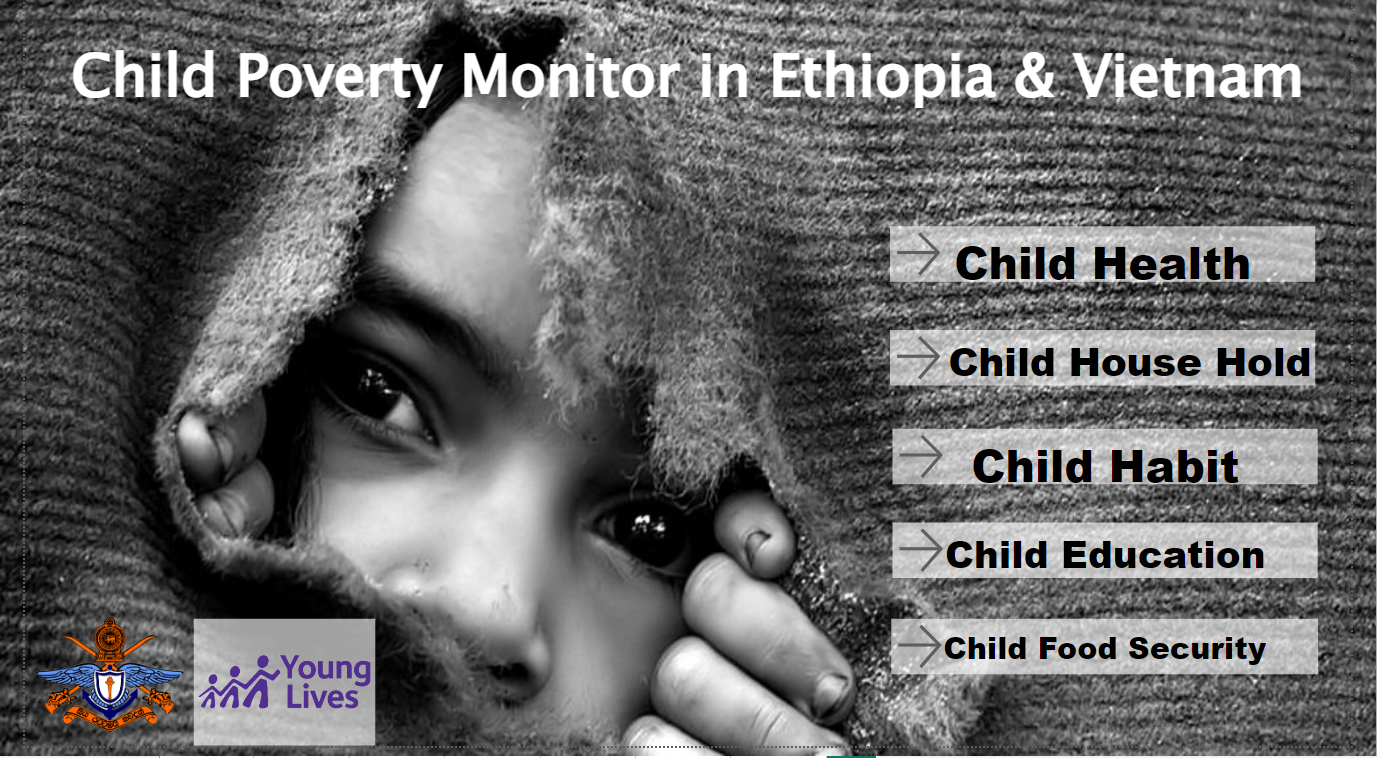 Child Poverty Monitor in Ethiopia & Vietnam
Child Health
Child House Hold
Child Habit
Child Education
Child Food Security
Young
Lives